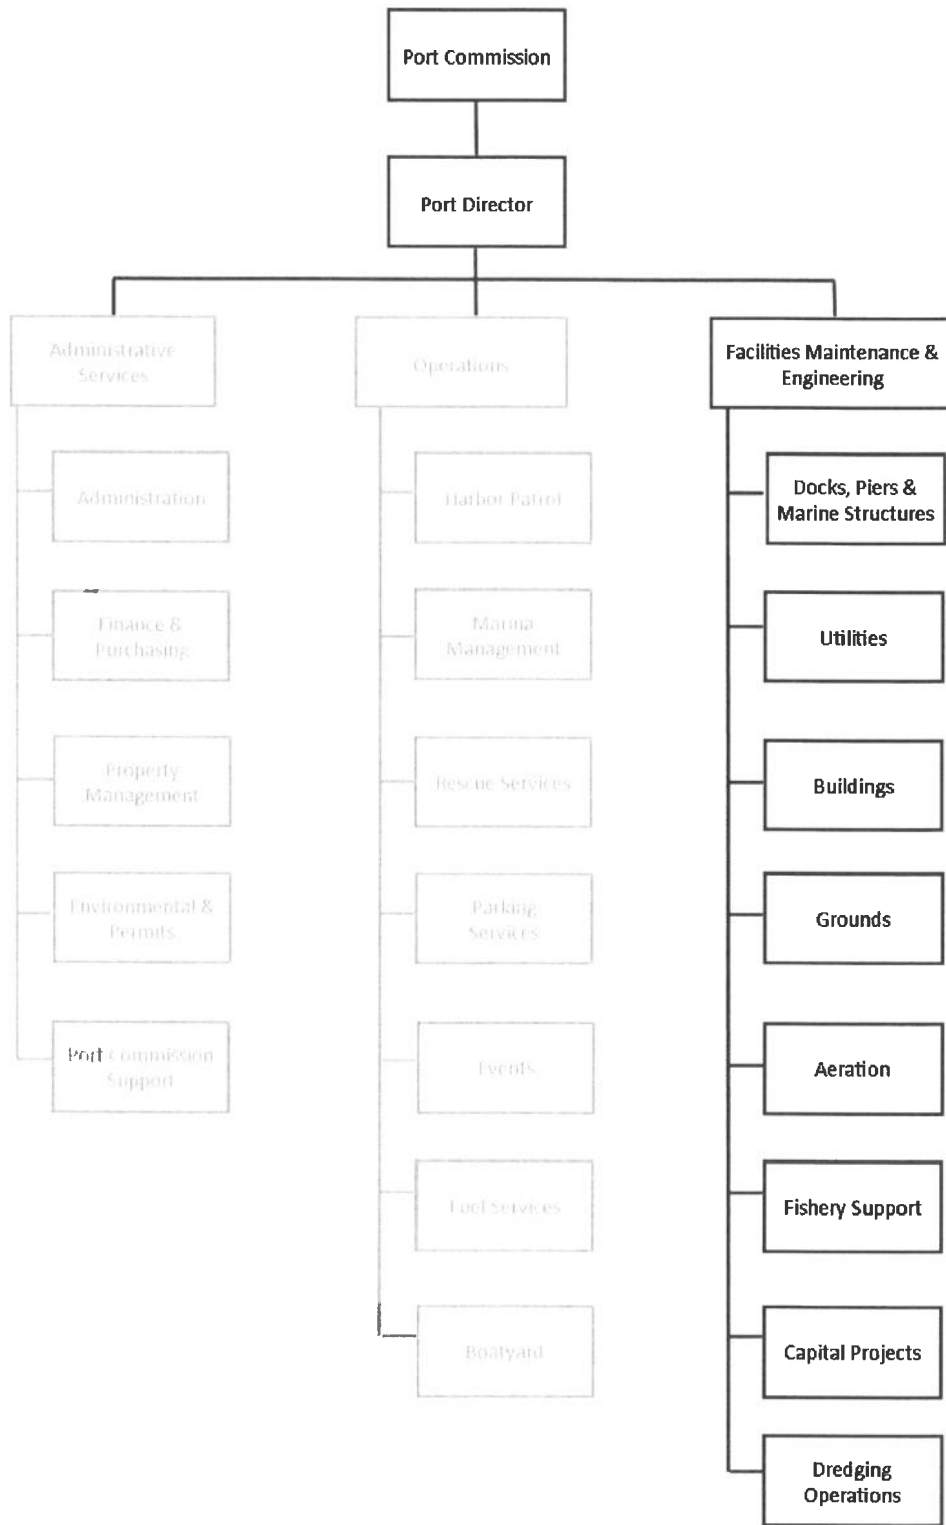 Port Commission
Port Director
Administrative
Services
Administration
Finance &
Purchasing
Property
Management
Environmental &
Permits
Port Commission
Support
Operations
Harbor Patrol
Marina
Management
Rescue Services
Parking
Services
Events
Fuel Services
Boatyard
Facilities Maintenance &
Engineering
Docks, Piers &
Marine Structures
Utilities
Buildings
Grounds
Aeration
Fishery Support
Capital Projects
Dredging
Operations